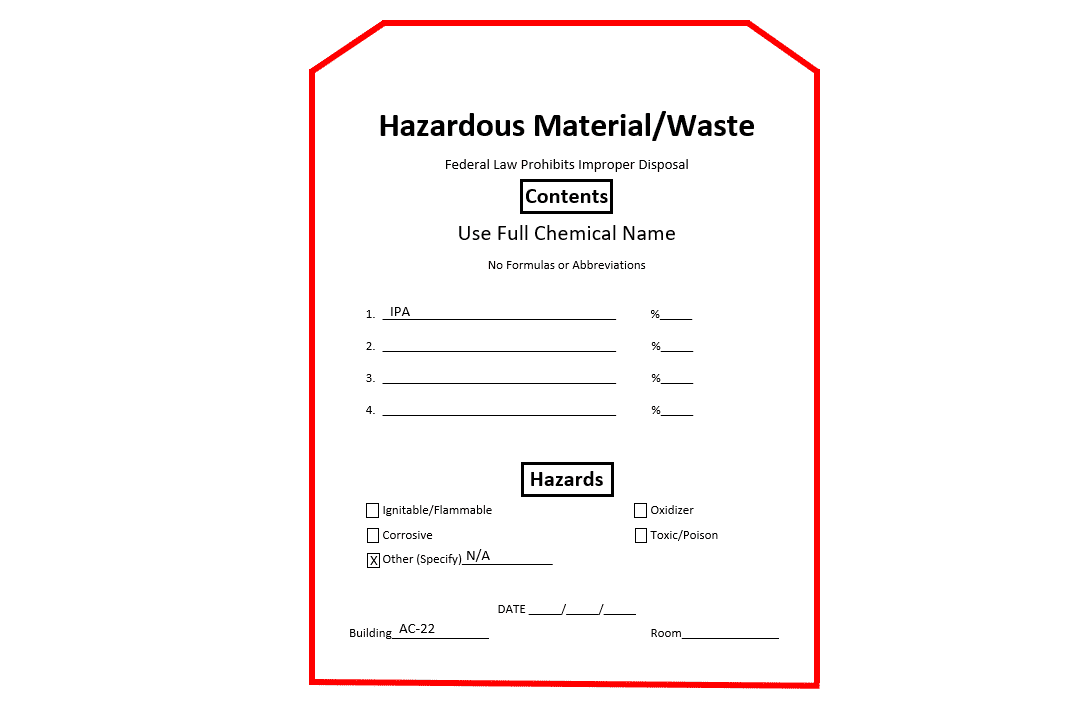 Hazardous Material/Waste
Federal Law Prohibits Improper Disposal
Contents
Use Full Chemical Name
No Formulas or Abbreviations
1. IPA %_____
2. ____________________ %_____
3. ____________________ %_____
4. ____________________ %_____
Hazards
Ignitable/Flammable Oxidizer
Corrosive Toxic/Poison
X Other (Specify) N/A
DATE _____/_____/_____
Building AC-22 Room_______________